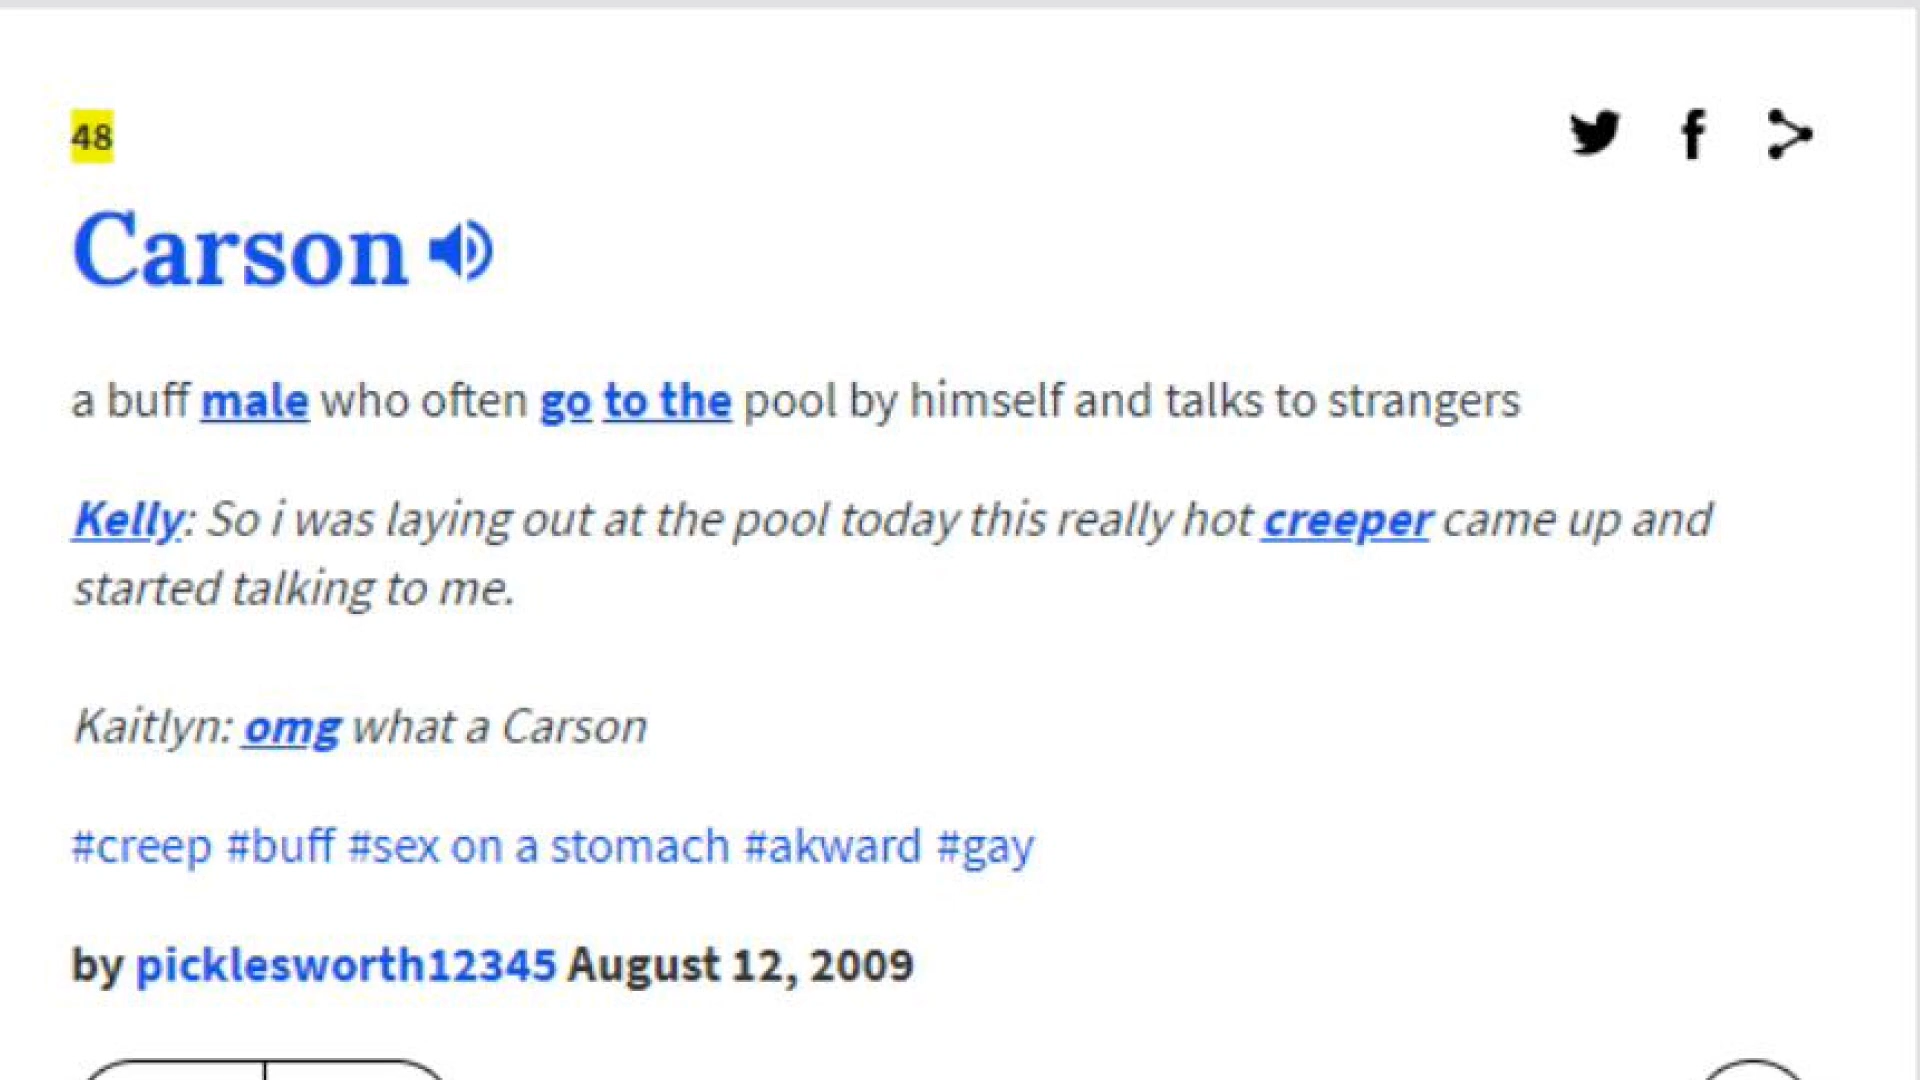 48
Carson
a buff male who often go to the pool by himself and talks to strangers
Kelly: So i was laying out at the pool today this really hot creeper came up and
started talking to me.
Kaitlyn: omg what a Carson
#creep #buff #sex on a stomach #akward #gay
by picklesworth12345 August 12, 2009